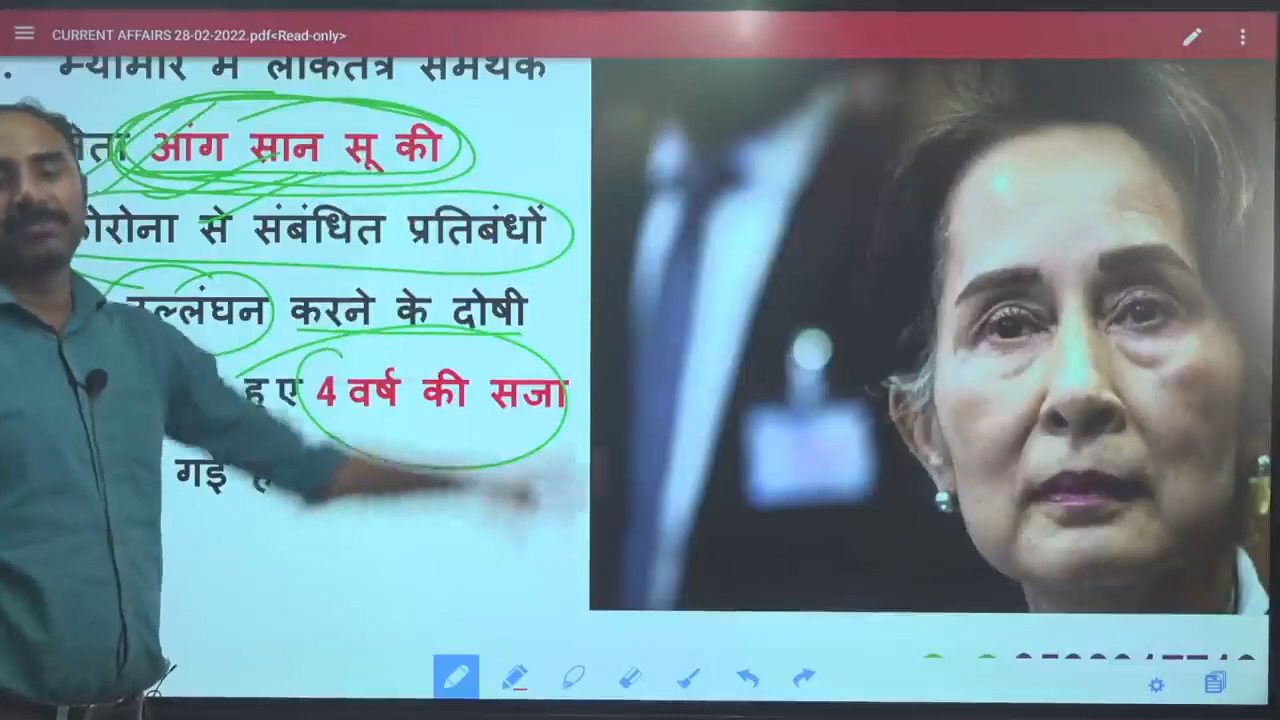 CURRENT AFFAIRS 28-02-2022.pdf<Read-only>
म्यांमार में लोकतंत्र समर्थक
आंग सान सू की
से संबंधित प्रतिबंधों
उल्लंघन करने के दोषी
हुए 4 वर्ष की सजा
गई